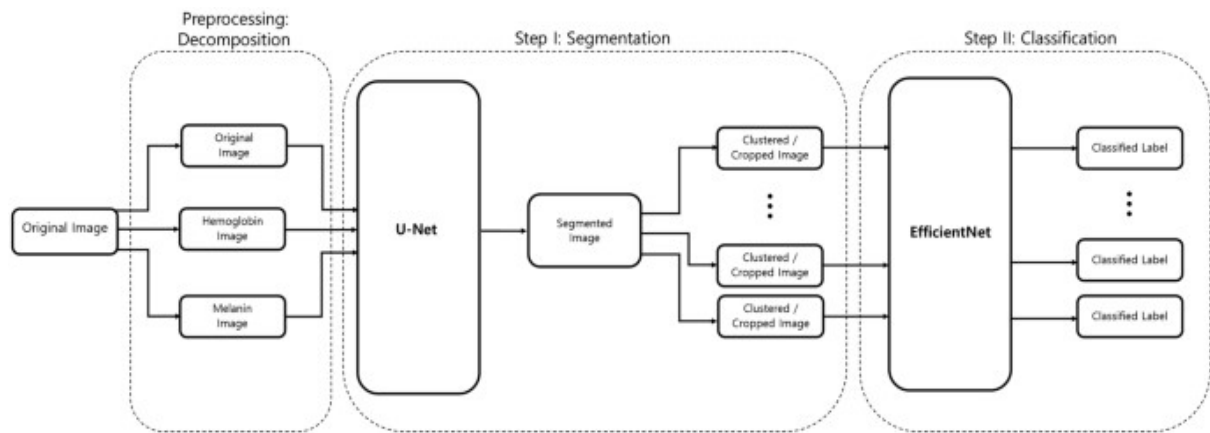 Preprocessing:
Decomposition
Step I: Segmentation
Step II: Classification
Original Image
Original
Image
Hemoglobin
Image
Melanin
Image
U-Net
Segmented
Image
Clustered /
Cropped Image
Clustered /
Cropped Image
Clustered /
Cropped Image
EfficientNet
Classified Label
Classified Label
Classified Label